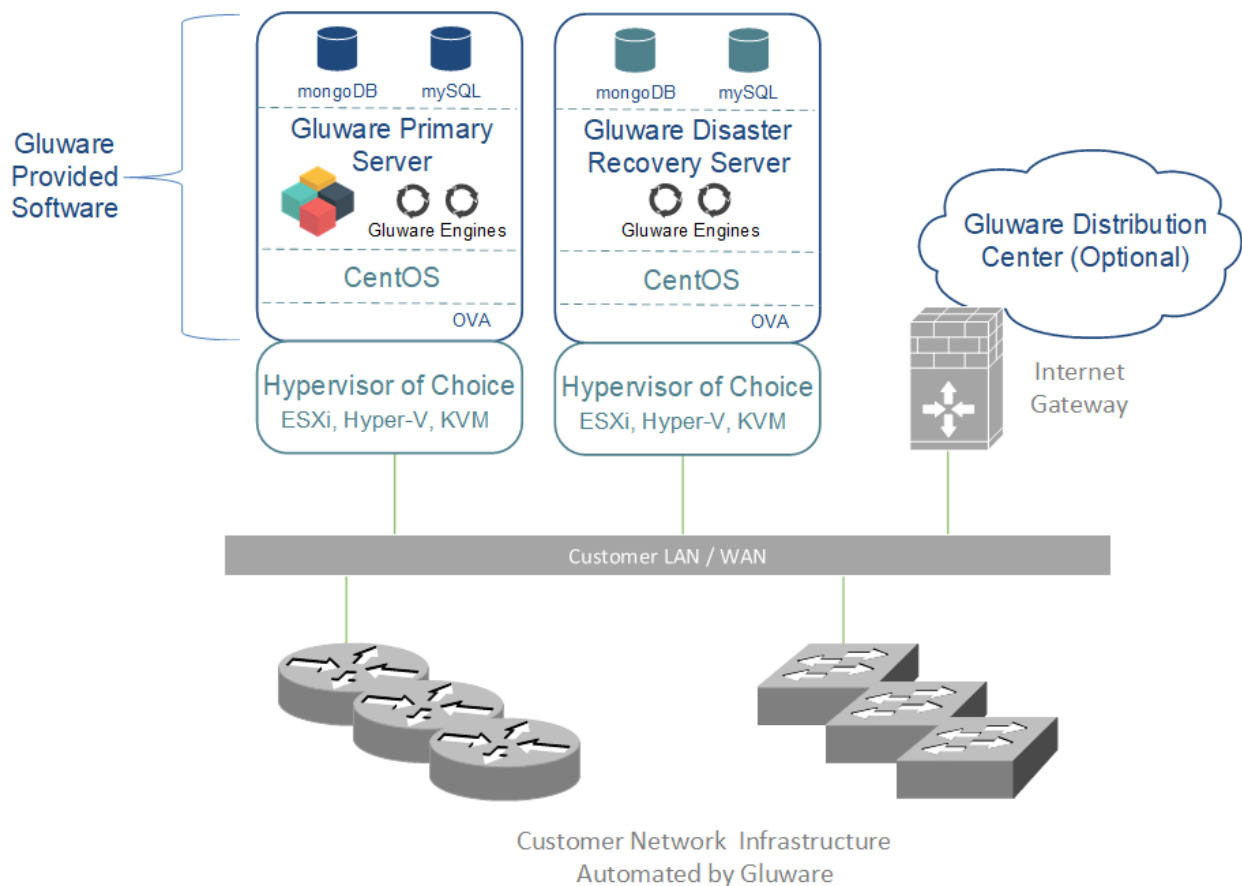 mongoDB
mySQL
Gluware Primary
Server
Gluware Engines
CentOS
OVA
Hypervisor of Choice
ESXi, Hyper-V, KVM
mongoDB
mySQL
Gluware Disaster
Recovery Server
Gluware Engines
CentOS
OVA
Hypervisor of Choice
ESXi, Hyper-V, KVM
Gluware
Provided
Software
Gluware Distribution
Center (Optional)
Internet
Gateway
Customer LAN / WAN
Customer Network Infrastructure
Automated by Gluware